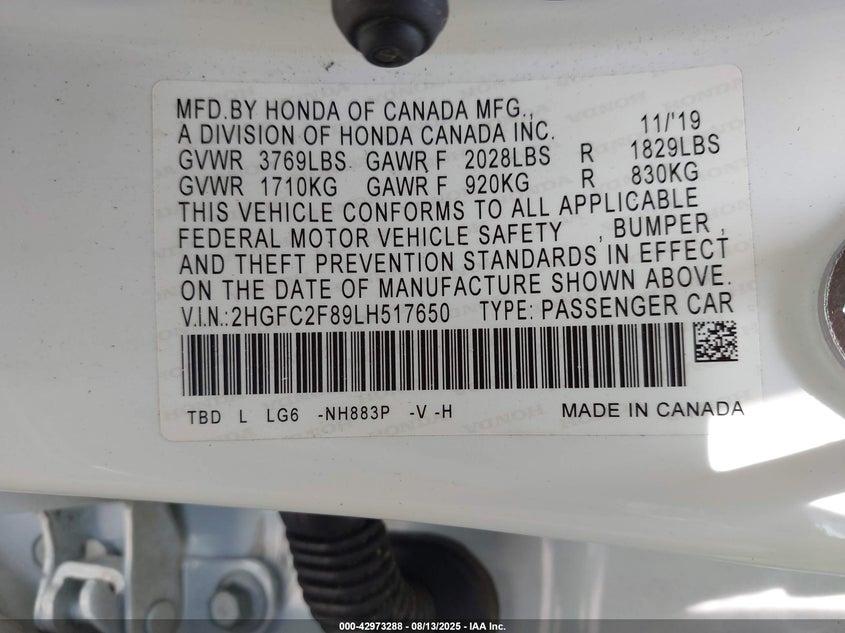 MFD.BY HONDA OF CANADA MFG.,
A DIVISION OF HONDA CANADA INC. 11/'19
GVWR 3769LBS GAWR F 2028LBS R 1829LBS
GVWR 1710KG GAWR F 920KG R 830KG
THIS VEHICLE CONFORMS TO ALL APPLICABLE
FEDERAL MOTOR VEHICLE SAFETY , BUMPER ,
AND THEFT PREVENTION STANDARDS IN EFFECT
ON THE DATE OF MANUFACTURE SHOWN ABOVE.
V.I.N.:2HGFC2F89LH517650 TYPE: PASSENGER CAR
TBD L LG6 -NH883P -V -H MADE IN CANADA
000-42973288 - 08/13/2025 - IAA Inc.